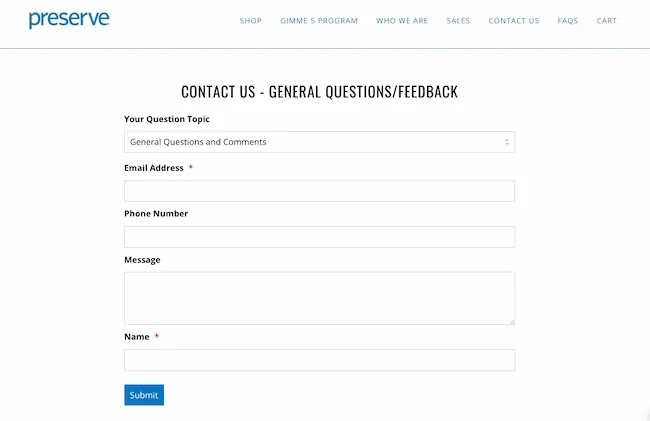 preserve
SHOP GIMME 5 PROGRAM WHO WE ARE SALES CONTACT US FAQS CART
CONTACT US - GENERAL QUESTIONS/FEEDBACK
Your Question Topic
General Questions and Comments
Email Address *
Phone Number
Message
Name *
Submit